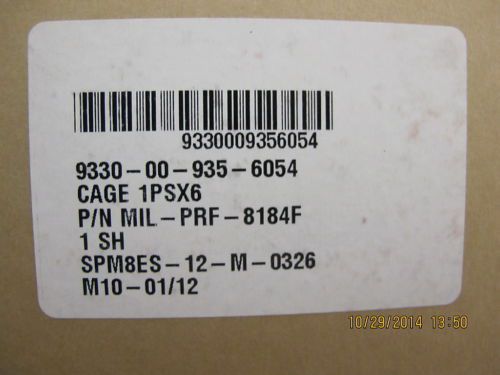 9330009356054
9330-00-935-6054
CAGE 1PSX6
P/N MIL-PRF-8184F
1 SH
SPM8ES-12-M-0326
M10-01/12
10/29/2014 13:50